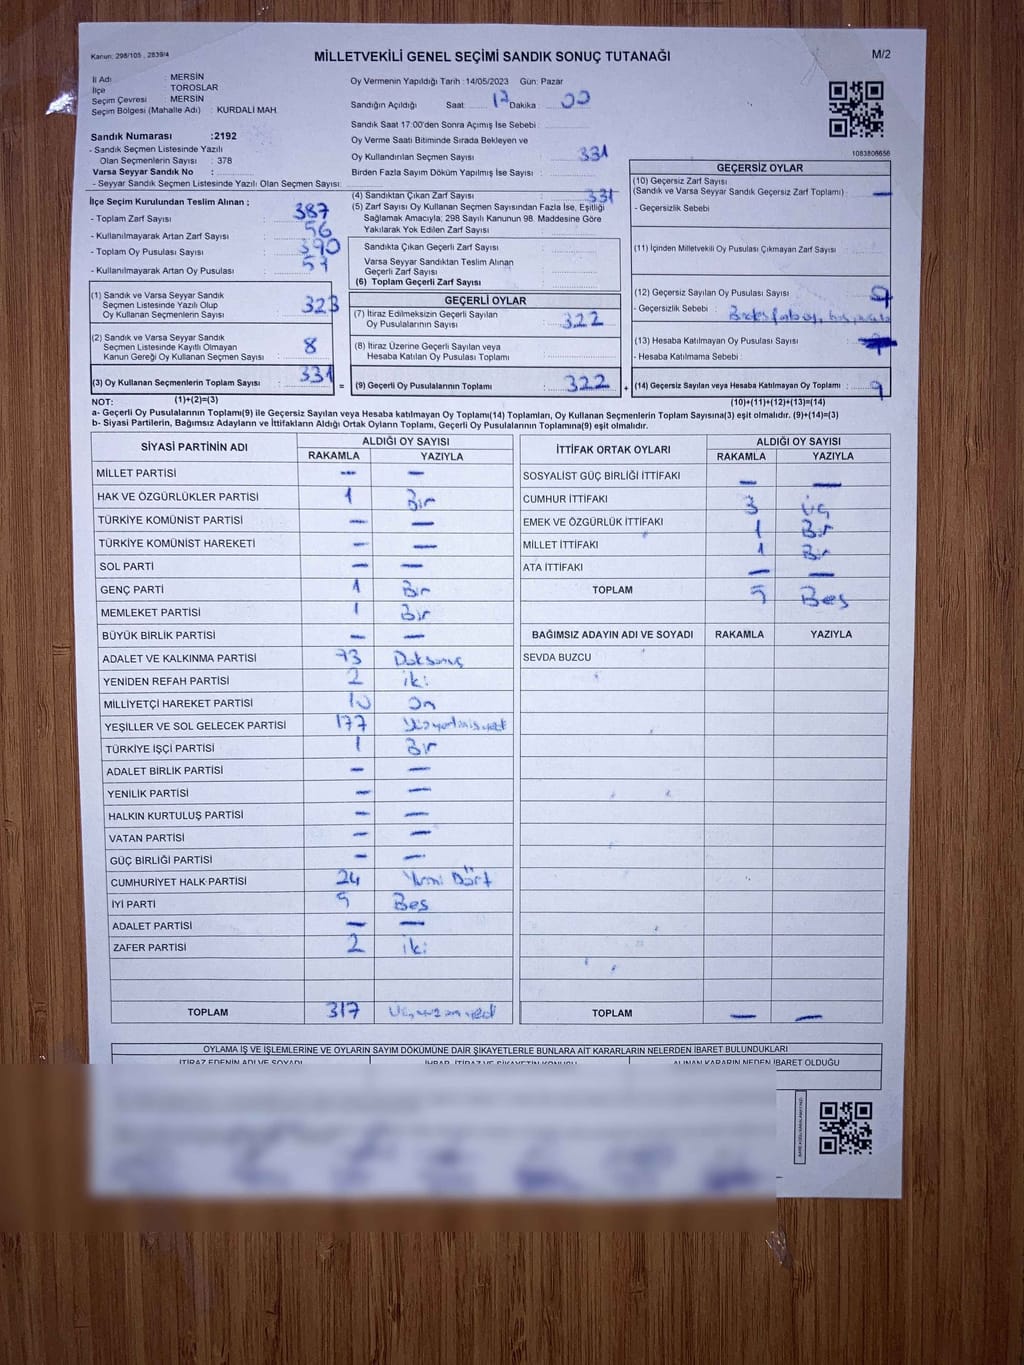 Kanun: 298/105 , 2839/4
MİLLETVEKİLİ GENEL SEÇİMİ SANDIK SONUÇ TUTANAĞI
M/2
İl Adı : MERSİN
İlçe : TOROSLAR
Seçim Çevresi : MERSİN
Seçim Bölgesi (Mahalle Adı) : KURDALİ MAH.
Oy Vermenin Yapıldığı Tarih : 14/05/2023 Gün: Pazar
Sandığın Açıldığı Saat: 17 Dakika : 00
Sandık Saat 17:00'den Sonra Açımış İse Sebebi :
Sandık Numarası :2192
- Sandık Seçmen Listesinde Yazılı
Olan Seçmenlerin Sayısı : 378
Varsa Seyyar Sandık No :
- Seyyar Sandık Seçmen Listesinde Yazılı Olan Seçmen Sayısı:
Oy Verme Saati Bitiminde Sırada Bekleyen ve
Oy Kullandırılan Seçmen Sayısı : 331
Birden Fazla Sayım Döküm Yapılmış İse Sayısı :
1083806656
İlçe Seçim Kurulundan Teslim Alınan ;
- Toplam Zarf Sayısı : 387
- Kullanılmayarak Artan Zarf Sayısı : 56
- Toplam Oy Pusulası Sayısı : 390
- Kullanılmayarak Artan Oy Pusulası :
(4) Sandıktan Çıkan Zarf Sayısı : 331
(5) Zarf Sayısı Oy Kullanan Seçmen Sayısından Fazla İse, Eşitliği
Sağlamak Amacıyla; 298 Sayılı Kanunun 98. Maddesine Göre
Yakılarak Yok Edilen Zarf Sayısı :
Sandıkta Çıkan Geçerli Zarf Sayısı :
Varsa Seyyar Sandıktan Teslim Alınan
Geçerli Zarf Sayısı :
(6) Toplam Geçerli Zarf Sayısı :
GEÇERSİZ OYLAR
(10) Geçersiz Zarf Sayısı
(Sandık ve Varsa Seyyar Sandık Geçersiz Zarf Toplamı) : —
- Geçersizlik Sebebi :
(11) İçinden Milletvekili Oy Pusulası Çıkmayan Zarf Sayısı :
(12) Geçersiz Sayılan Oy Pusulası Sayısı : 9
- Geçersizlik Sebebi :
(13) Hesaba Katılmayan Oy Pusulası Sayısı :
- Hesaba Katılmama Sebebi :
(14) Geçersiz Sayılan veya Hesaba Katılmayan Oy Toplamı : 9
(10)+(11)+(12)+(13)=(14)
(1) Sandık ve Varsa Seyyar Sandık
Seçmen Listesinde Yazılı Olup
Oy Kullanan Seçmenlerin Sayısı : 323
(2) Sandık ve Varsa Seyyar Sandık
Seçmen Listesinde Kayıtlı Olmayan
Kanun Gereği Oy Kullanan Seçmen Sayısı : 8
(3) Oy Kullanan Seçmenlerin Toplam Sayısı : 331 =
GEÇERLİ OYLAR
(7) İtiraz Edilmeksizin Geçerli Sayılan
Oy Pusulalarının Sayısı : 322
(8) İtiraz Üzerine Geçerli Sayılan veya
Hesaba Katılan Oy Pusulası Toplamı :
(9) Geçerli Oy Pusulalarının Toplamı : 322 +
NOT: (1)+(2)=(3)
a- Geçerli Oy Pusulalarının Toplamı(9) ile Geçersiz Sayılan veya Hesaba katılmayan Oy Toplamı(14) Toplamları, Oy Kullanan Seçmenlerin Toplam Sayısına(3) eşit olmalıdır. (9)+(14)=(3)
b- Siyasi Partilerin, Bağımsız Adayların ve İttifakların Aldığı Ortak Oyların Toplamı, Geçerli Oy Pusulalarının Toplamına(9) eşit olmalıdır.
SİYASİ PARTİNİN ADI ALDIĞI OY SAYISI
RAKAMLA YAZIYLA
MİLLET PARTİSİ — —
HAK VE ÖZGÜRLÜKLER PARTİSİ 1 Bir
TÜRKİYE KOMÜNİST PARTİSİ — —
TÜRKİYE KOMÜNİST HAREKETİ — —
SOL PARTİ — —
GENÇ PARTİ 1 Bir
MEMLEKET PARTİSİ 1 Bir
BÜYÜK BİRLİK PARTİSİ — —
ADALET VE KALKINMA PARTİSİ 93 Doksanüç
YENİDEN REFAH PARTİSİ 2 iki
MİLLİYETÇİ HAREKET PARTİSİ 10 On
YEŞİLLER VE SOL GELECEK PARTİSİ 177 Yüzyetmişyedi
TÜRKİYE İŞÇİ PARTİSİ 1 Bir
ADALET BİRLİK PARTİSİ — —
YENİLİK PARTİSİ — —
HALKIN KURTULUŞ PARTİSİ — —
VATAN PARTİSİ — —
GÜÇ BİRLİĞİ PARTİSİ — —
CUMHURİYET HALK PARTİSİ 24 Yirmi Dört
İYİ PARTİ 5 Beş
ADALET PARTİSİ — —
ZAFER PARTİSİ 2 iki
TOPLAM 317 Üçyüzonyedi
İTTİFAK ORTAK OYLARI ALDIĞI OY SAYISI
RAKAMLA YAZIYLA
SOSYALİST GÜÇ BİRLİĞİ İTTİFAKI — —
CUMHUR İTTİFAKI 3 Üç
EMEK VE ÖZGÜRLÜK İTTİFAKI 1 Bir
MİLLET İTTİFAKI 1 Bir
ATA İTTİFAKI — —
TOPLAM 5 Beş
BAĞIMSIZ ADAYIN ADI VE SOYADI RAKAMLA YAZIYLA
SEVDA BUZCU
TOPLAM — —
OYLAMA İŞ VE İŞLEMLERİNE VE OYLARIN SAYIM DÖKÜMÜNE DAİR ŞİKAYETLERLE BUNLARA AİT KARARLARIN NELERDEN İBARET BULUNDUKLARI
İTİRAZ EDENİN ADI VE SOYADI İHBAR, İTİRAZ VE ŞİKAYETİN KONUSU ALINAN KARARIN NEDEN İBARET OLDUĞU